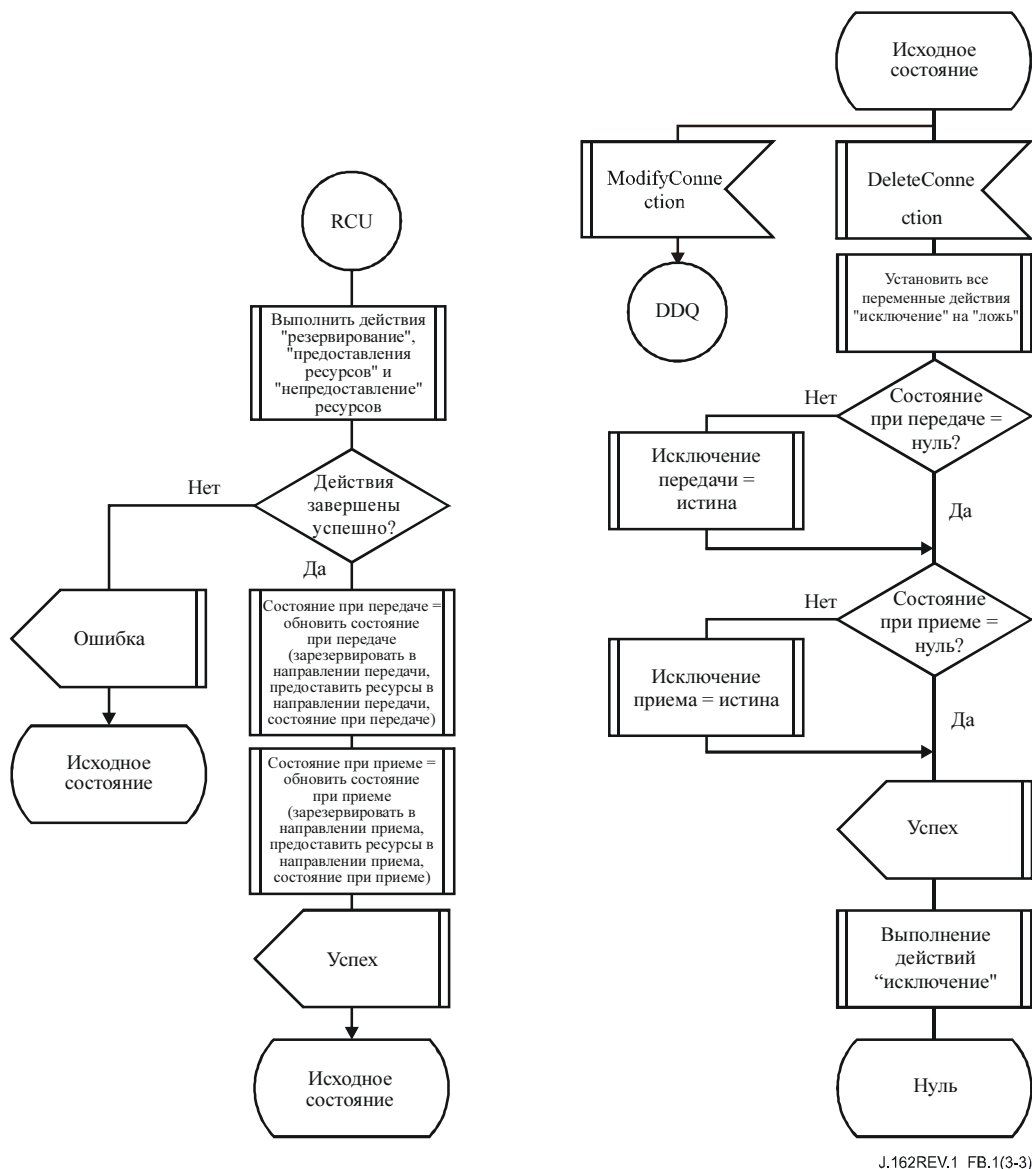 RCU
Выполнить действия
"резервирование",
"предоставления
ресурсов" и
"непредоставление"
ресурсов
Действия
завершены
успешно?
Нет
Да
Ошибка
Исходное
состояние
Состояние при передаче =
обновить состояние
при передаче
(зарезервировать в
направлении передачи,
предоставить ресурсы в
направлении передачи,
состояние при передаче)
Состояние при приеме =
обновить состояние
при приеме
(зарезервировать в
направлении приема,
предоставить ресурсы в
направлении приема,
состояние при приеме)
Успех
Исходное
состояние
Исходное
состояние
ModifyConne
ction
DDQ
DeleteConne
ction
Установить все
переменные действия
"исключение" на "ложь"
Состояние
при передаче =
нуль?
Нет
Исключение
передачи =
истина
Да
Состояние
при приеме =
нуль?
Нет
Исключение
приема = истина
Да
Успех
Выполнение
действий
“исключение"
Нуль
J.162REV.1_FB.1(3-3)